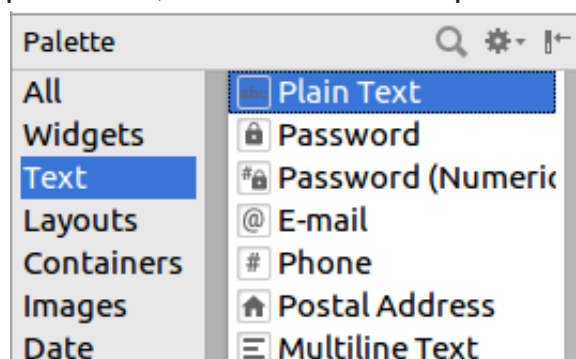 Palette
All
Widgets
Text
Layouts
Containers
Images
Date
abc Plain Text
Password
# Password (Numeric
@ E-mail
# Phone
Postal Address
Multiline Text